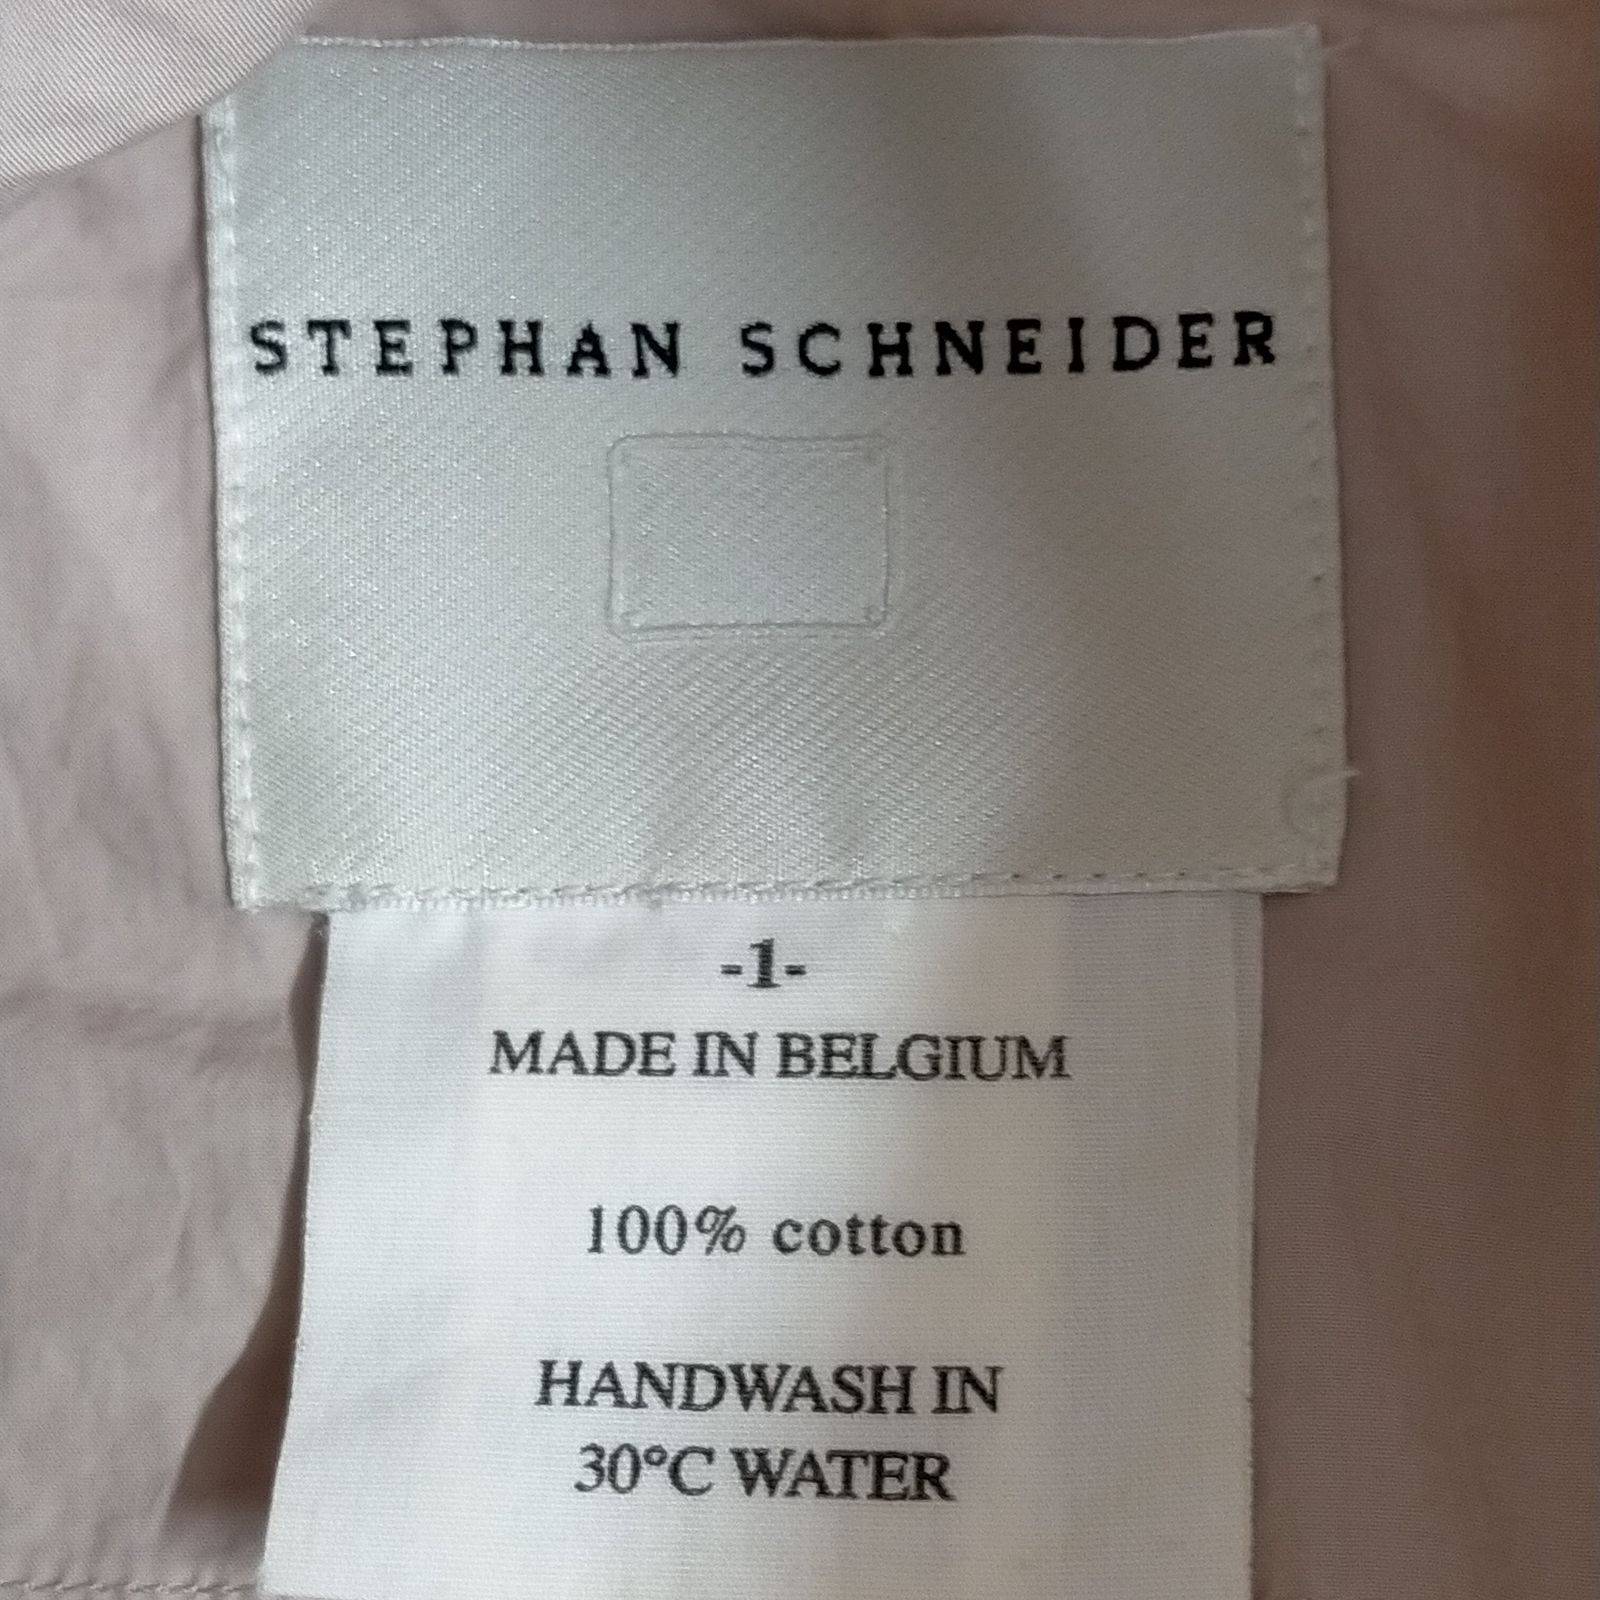 STEPHAN SCHNEIDER
-1-
MADE IN BELGIUM
100% cotton
HANDWASH IN
30°C WATER